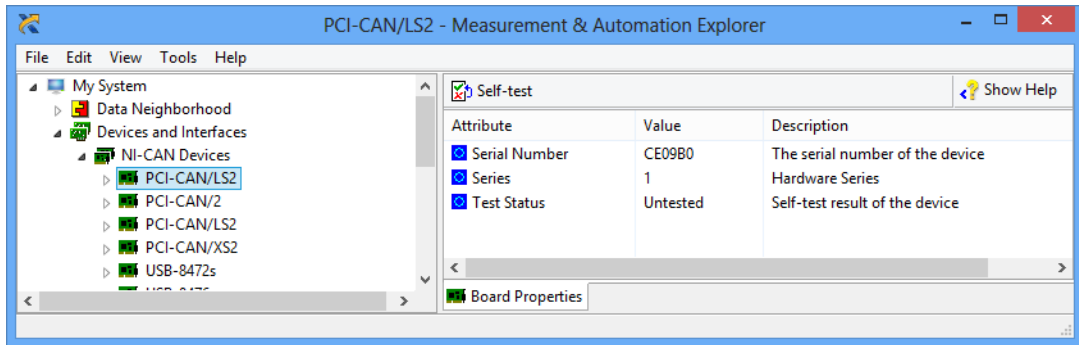 PCI-CAN/LS2 - Measurement & Automation Explorer
File Edit View Tools Help
My System
Data Neighborhood
Devices and Interfaces
NI-CAN Devices
PCI-CAN/LS2
PCI-CAN/2
PCI-CAN/LS2
PCI-CAN/XS2
USB-8472s
Self-test
Show Help
Attribute Value Description
Serial Number CE09B0 The serial number of the device
Series 1 Hardware Series
Test Status Untested Self-test result of the device
Board Properties